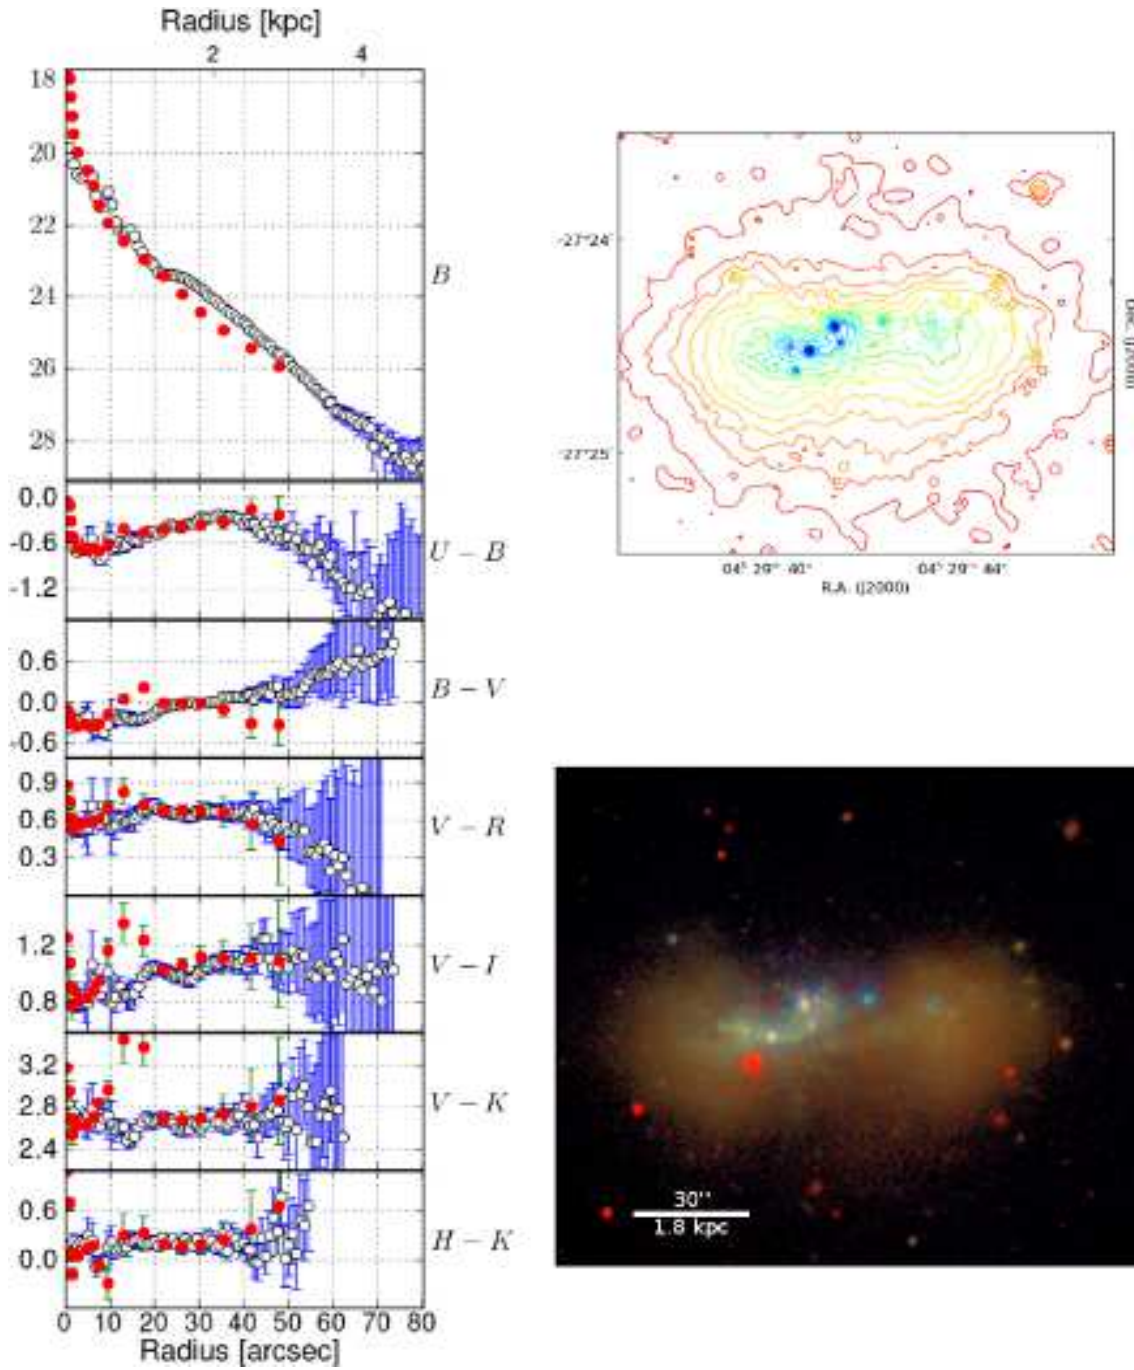 Radius [kpc]
2 4
18
20
22
24
26
28
B
0.0
-0.6
-1.2
U − B
0.6
0.0
-0.6
B − V
0.9
0.6
0.3
V − R
1.2
0.8
V − I
3.2
2.8
2.4
V − K
0.6
0.0
H − K
0 10 20 30 40 50 60 70 80
Radius [arcsec]
-27°24'
-27°25'
04ʰ 29ᵐ 40ˢ 04ʰ 29ᵐ 44ˢ
R.A. (J2000)
Dec. (J2000)
30''
1.8 kpc